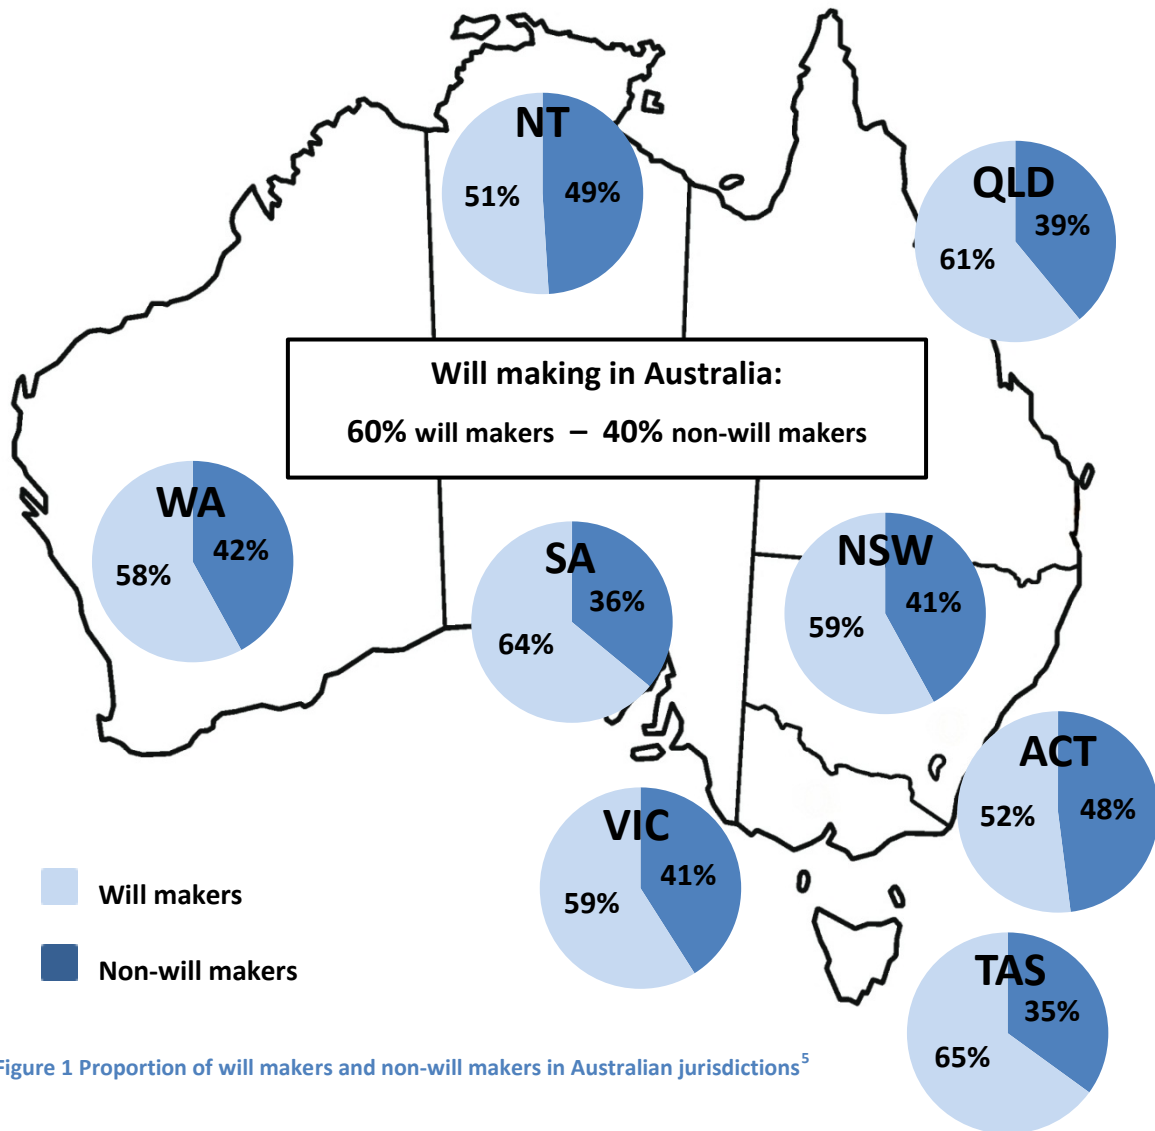 NT
51%
49%
QLD
39%
61%
Will making in Australia:
60% will makers – 40% non-will makers
WA
42%
58%
SA
36%
64%
NSW
41%
59%
ACT
52%
48%
VIC
41%
59%
Will makers
Non-will makers
TAS
35%
65%
Figure 1 Proportion of will makers and non-will makers in Australian jurisdictions⁵